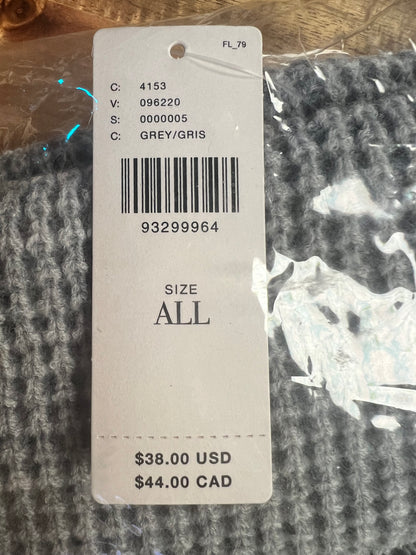 FL_79
C: 4153
V: 096220
S: 0000005
C: GREY/GRIS
93299964
SIZE
ALL
$38.00 USD
$44.00 CAD